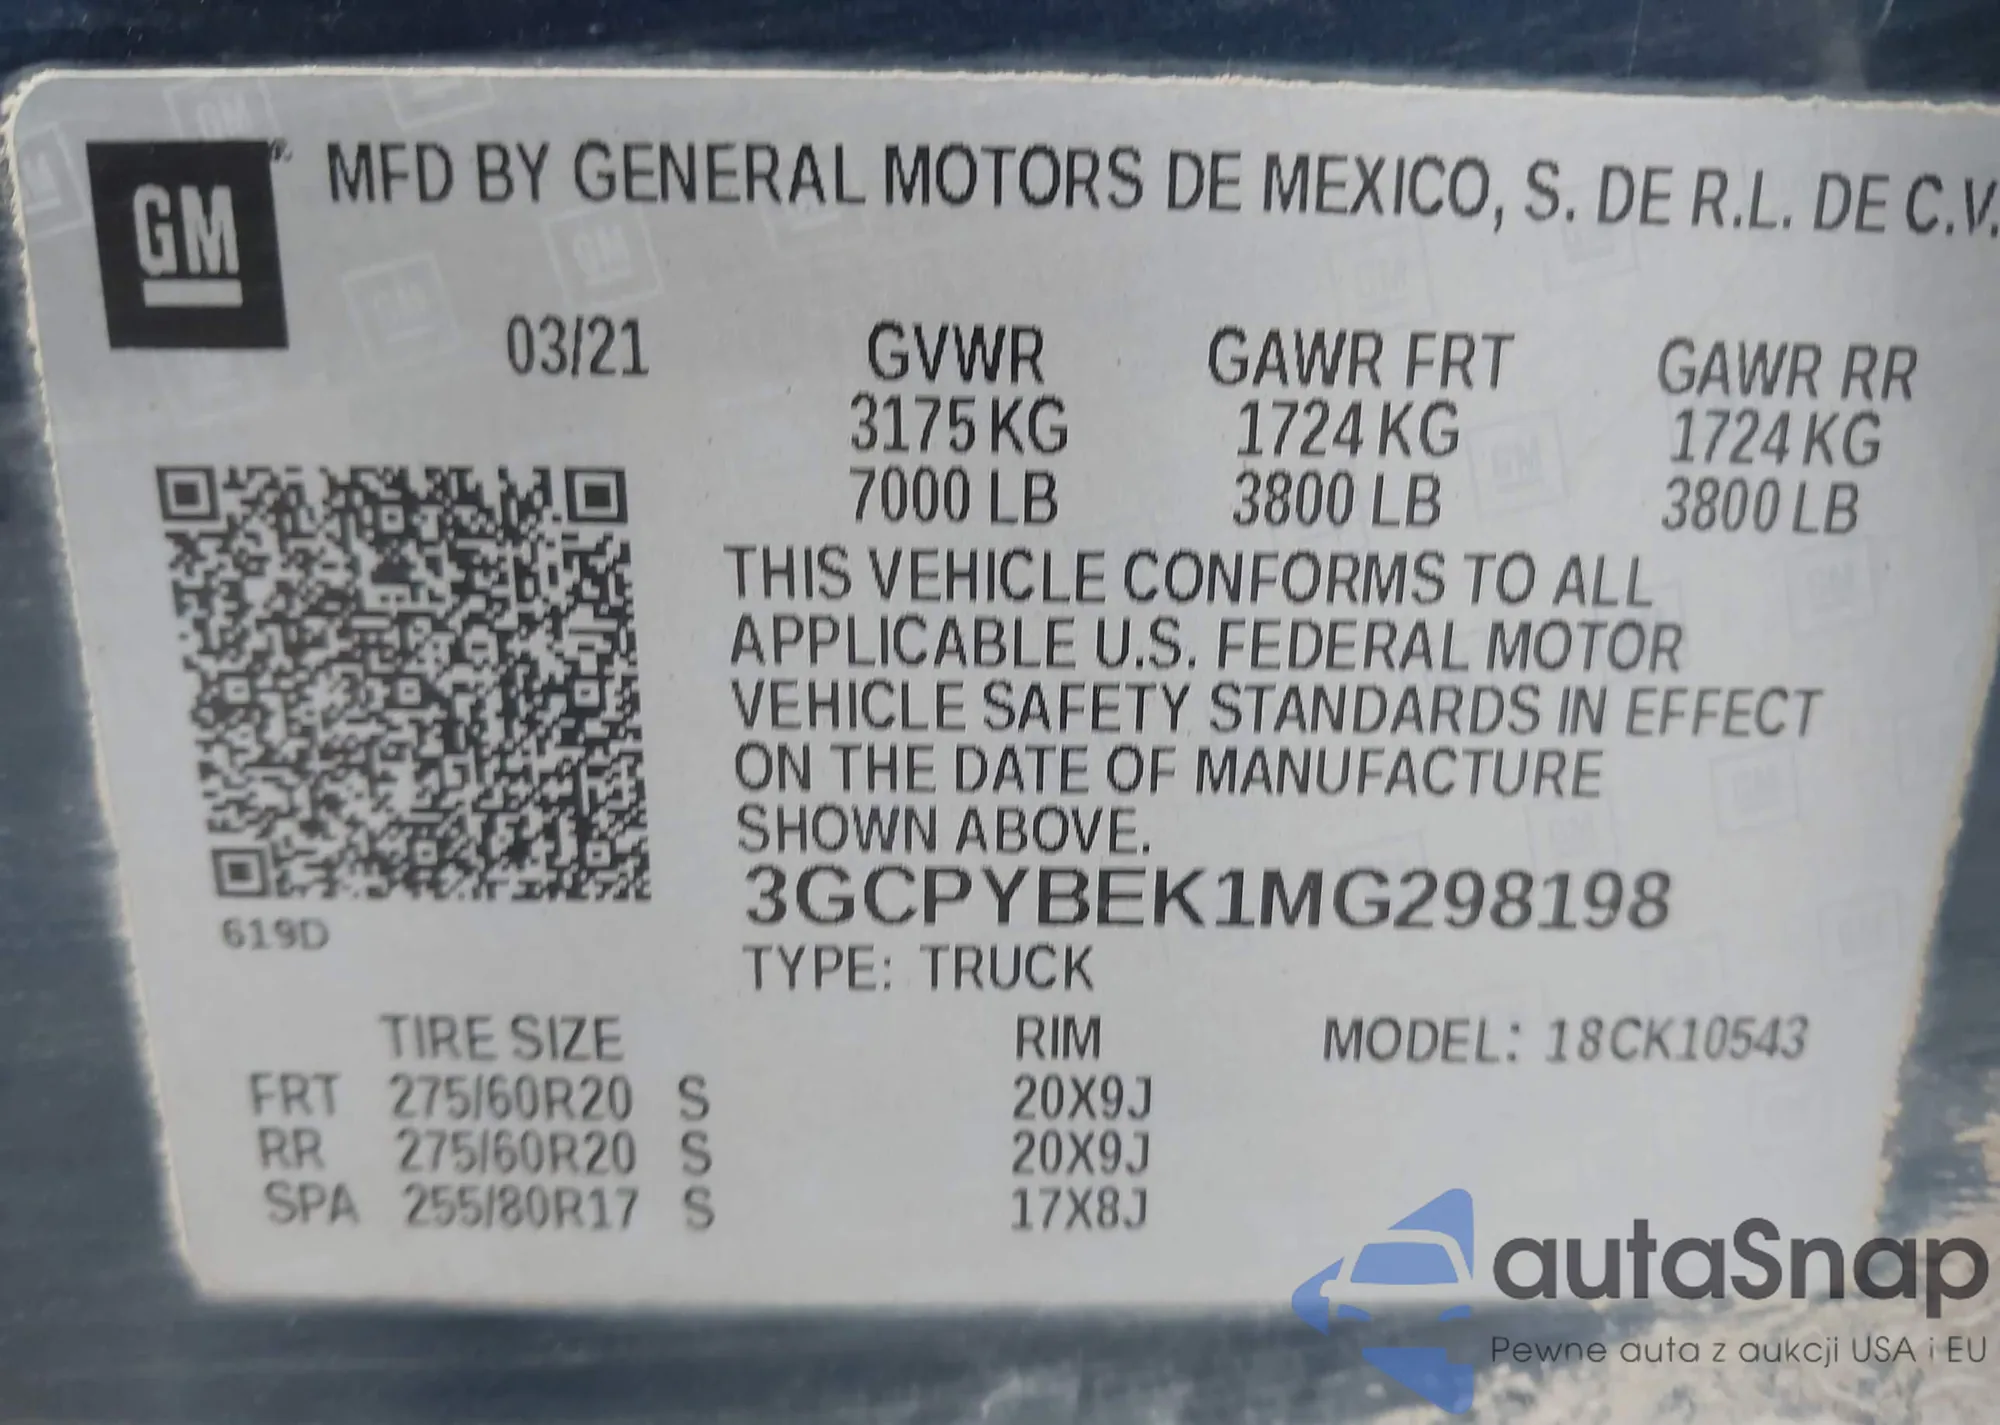 GM
MFD BY GENERAL MOTORS DE MEXICO, S. DE R.L. DE C.V.
03/21 GVWR GAWR FRT GAWR RR
3175 KG 1724 KG 1724 KG
7000 LB 3800 LB 3800 LB
THIS VEHICLE CONFORMS TO ALL
APPLICABLE U.S. FEDERAL MOTOR
VEHICLE SAFETY STANDARDS IN EFFECT
ON THE DATE OF MANUFACTURE
SHOWN ABOVE.
3GCPYBEK1MG298198
619D
TYPE: TRUCK
TIRE SIZE RIM MODEL: 18CK10543
FRT 275/60R20 S 20X9J
RR 275/60R20 S 20X9J
SPA 255/80R17 S 17X8J
autaSnap
Pewne auta z aukcji USA i EU